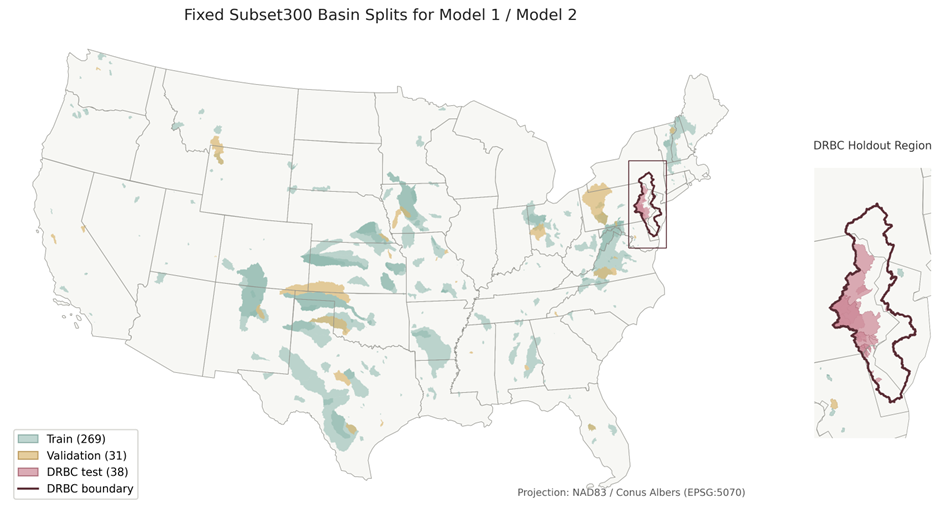 Fixed Subset300 Basin Splits for Model 1 / Model 2
DRBC Holdout Region
Train (269)
Validation (31)
DRBC test (38)
DRBC boundary
Projection: NAD83 / Conus Albers (EPSG:5070)